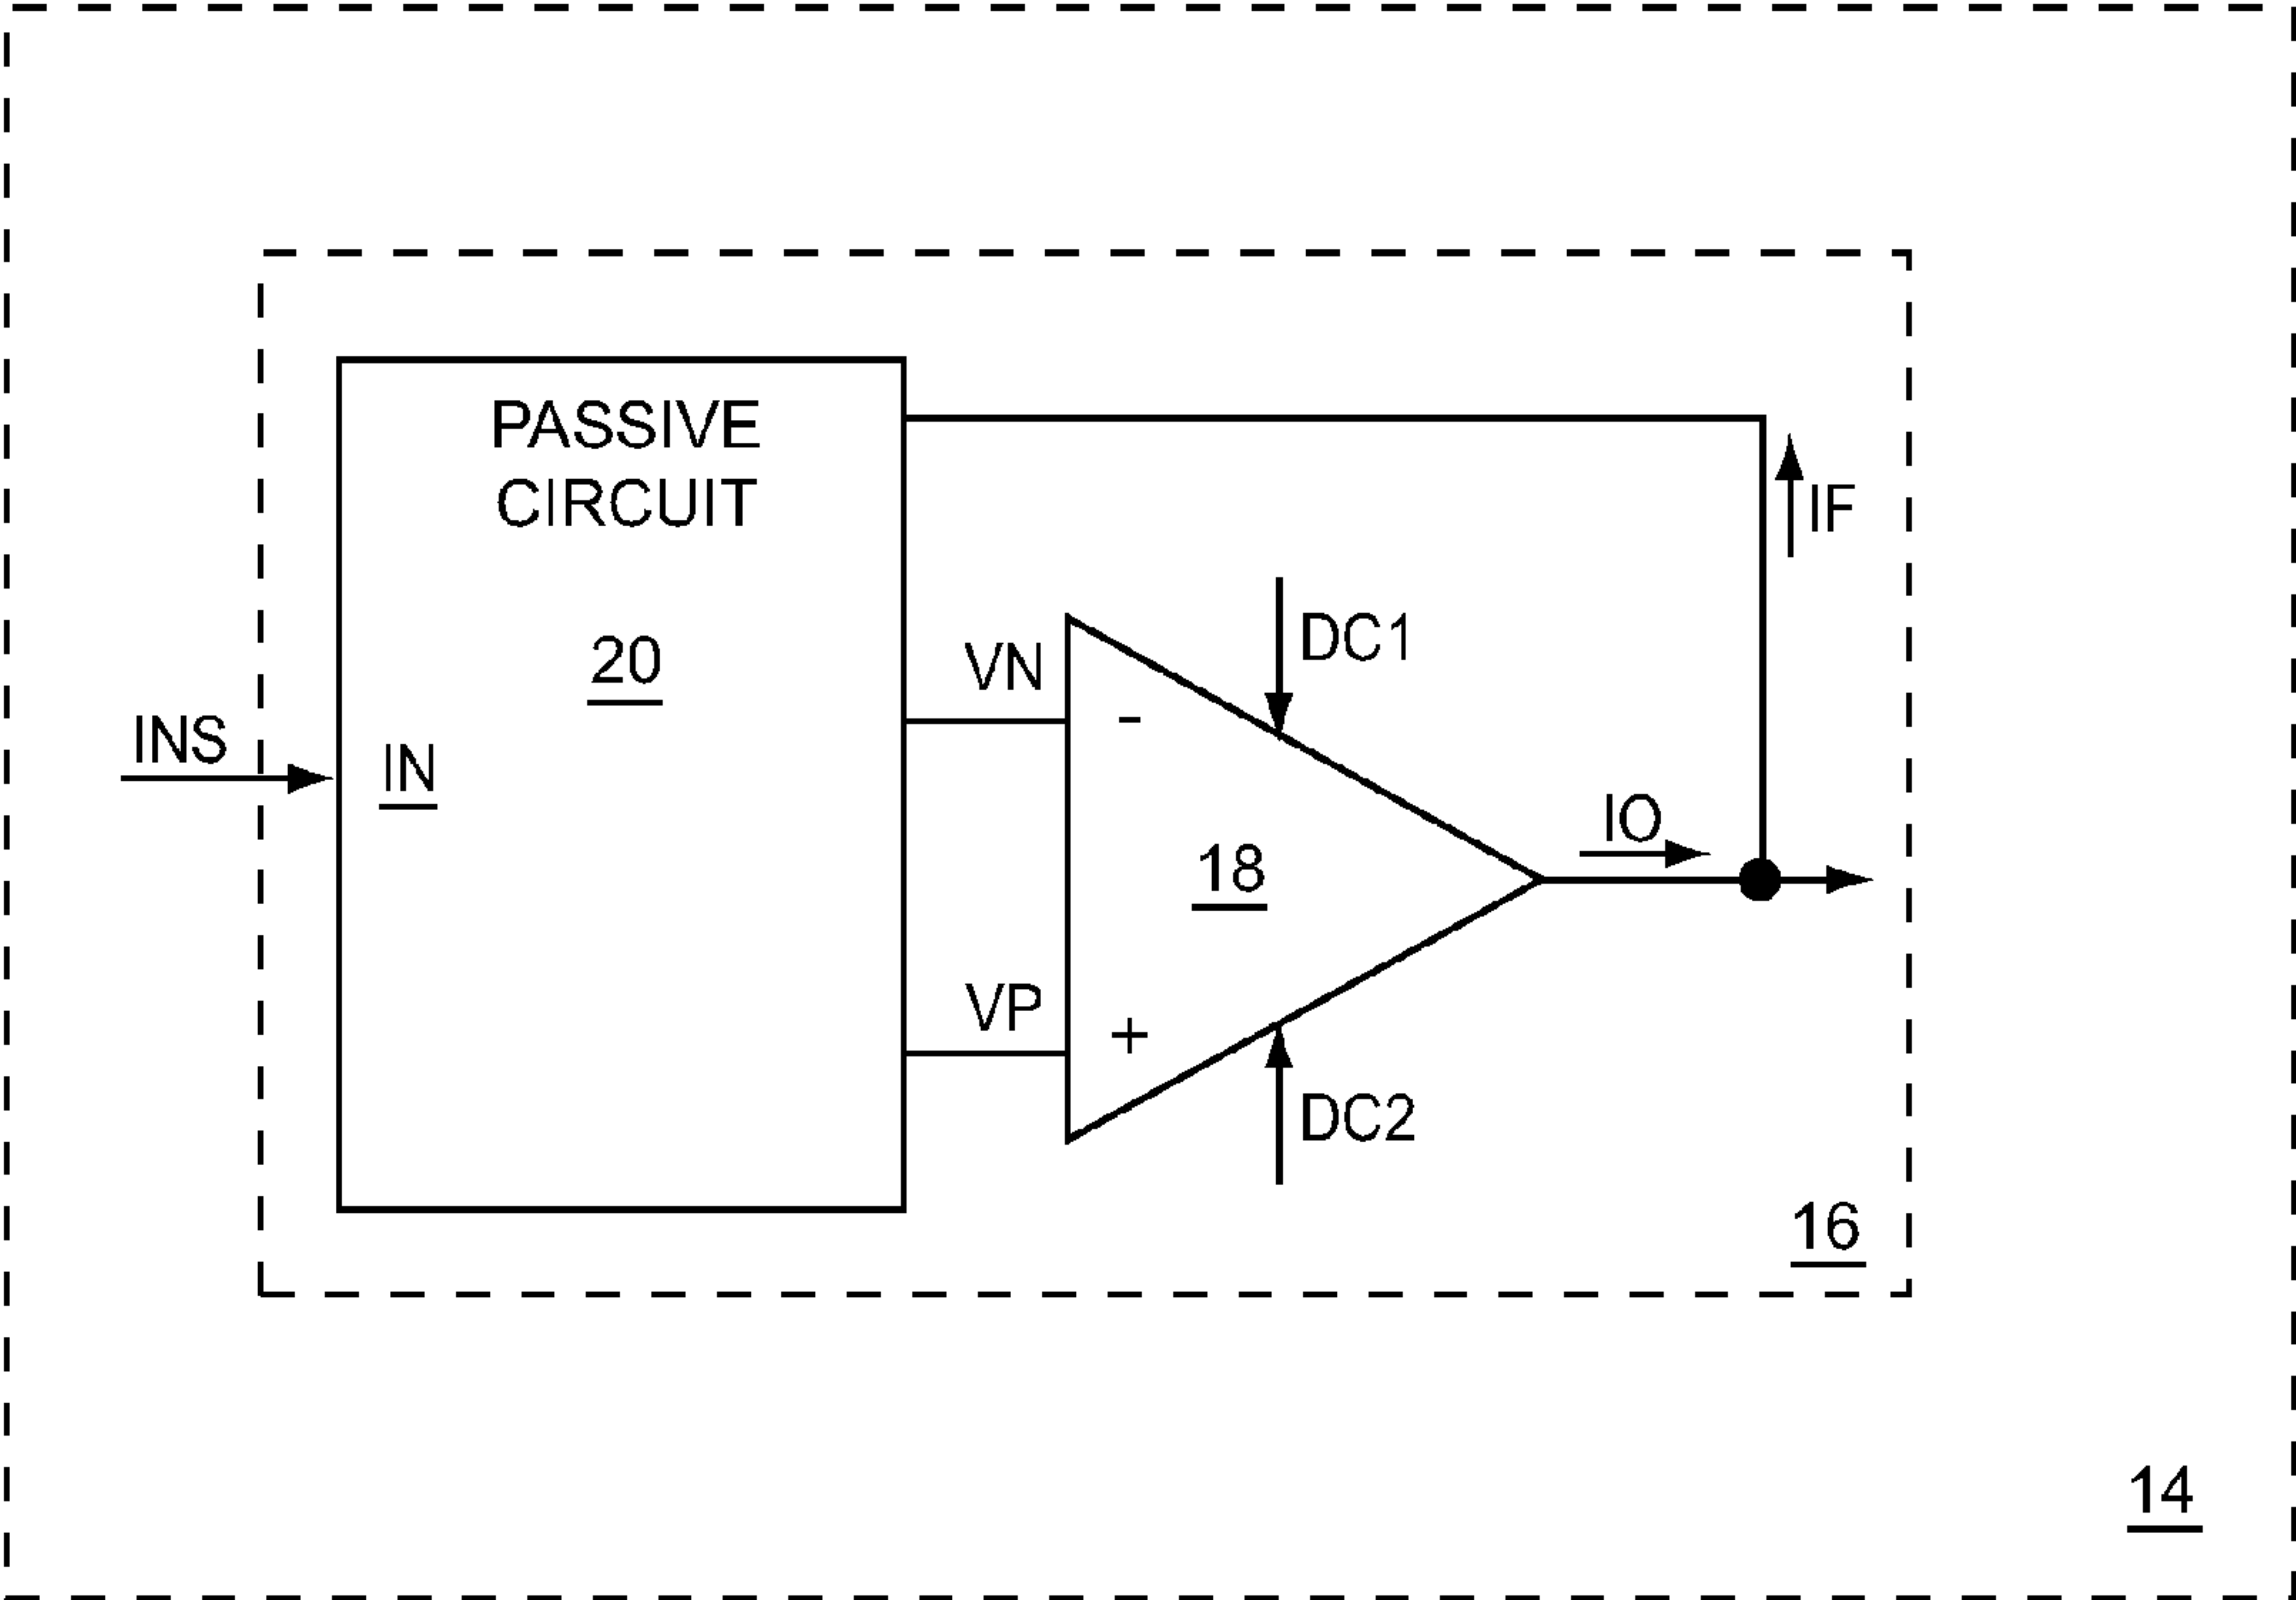 PASSIVE
CIRCUIT
20
IF
DC1
VN
-
INS
IN
IO
18
VP
+
DC2
16
14